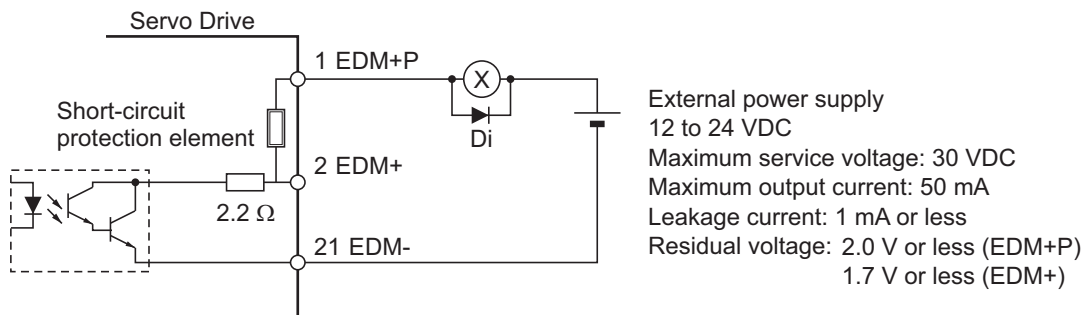 Servo Drive
1 EDM+P
X
Di
Short-circuit
protection element
2 EDM+
2.2 Ω
21 EDM-
External power supply
12 to 24 VDC
Maximum service voltage: 30 VDC
Maximum output current: 50 mA
Leakage current: 1 mA or less
Residual voltage: 2.0 V or less (EDM+P)
1.7 V or less (EDM+)